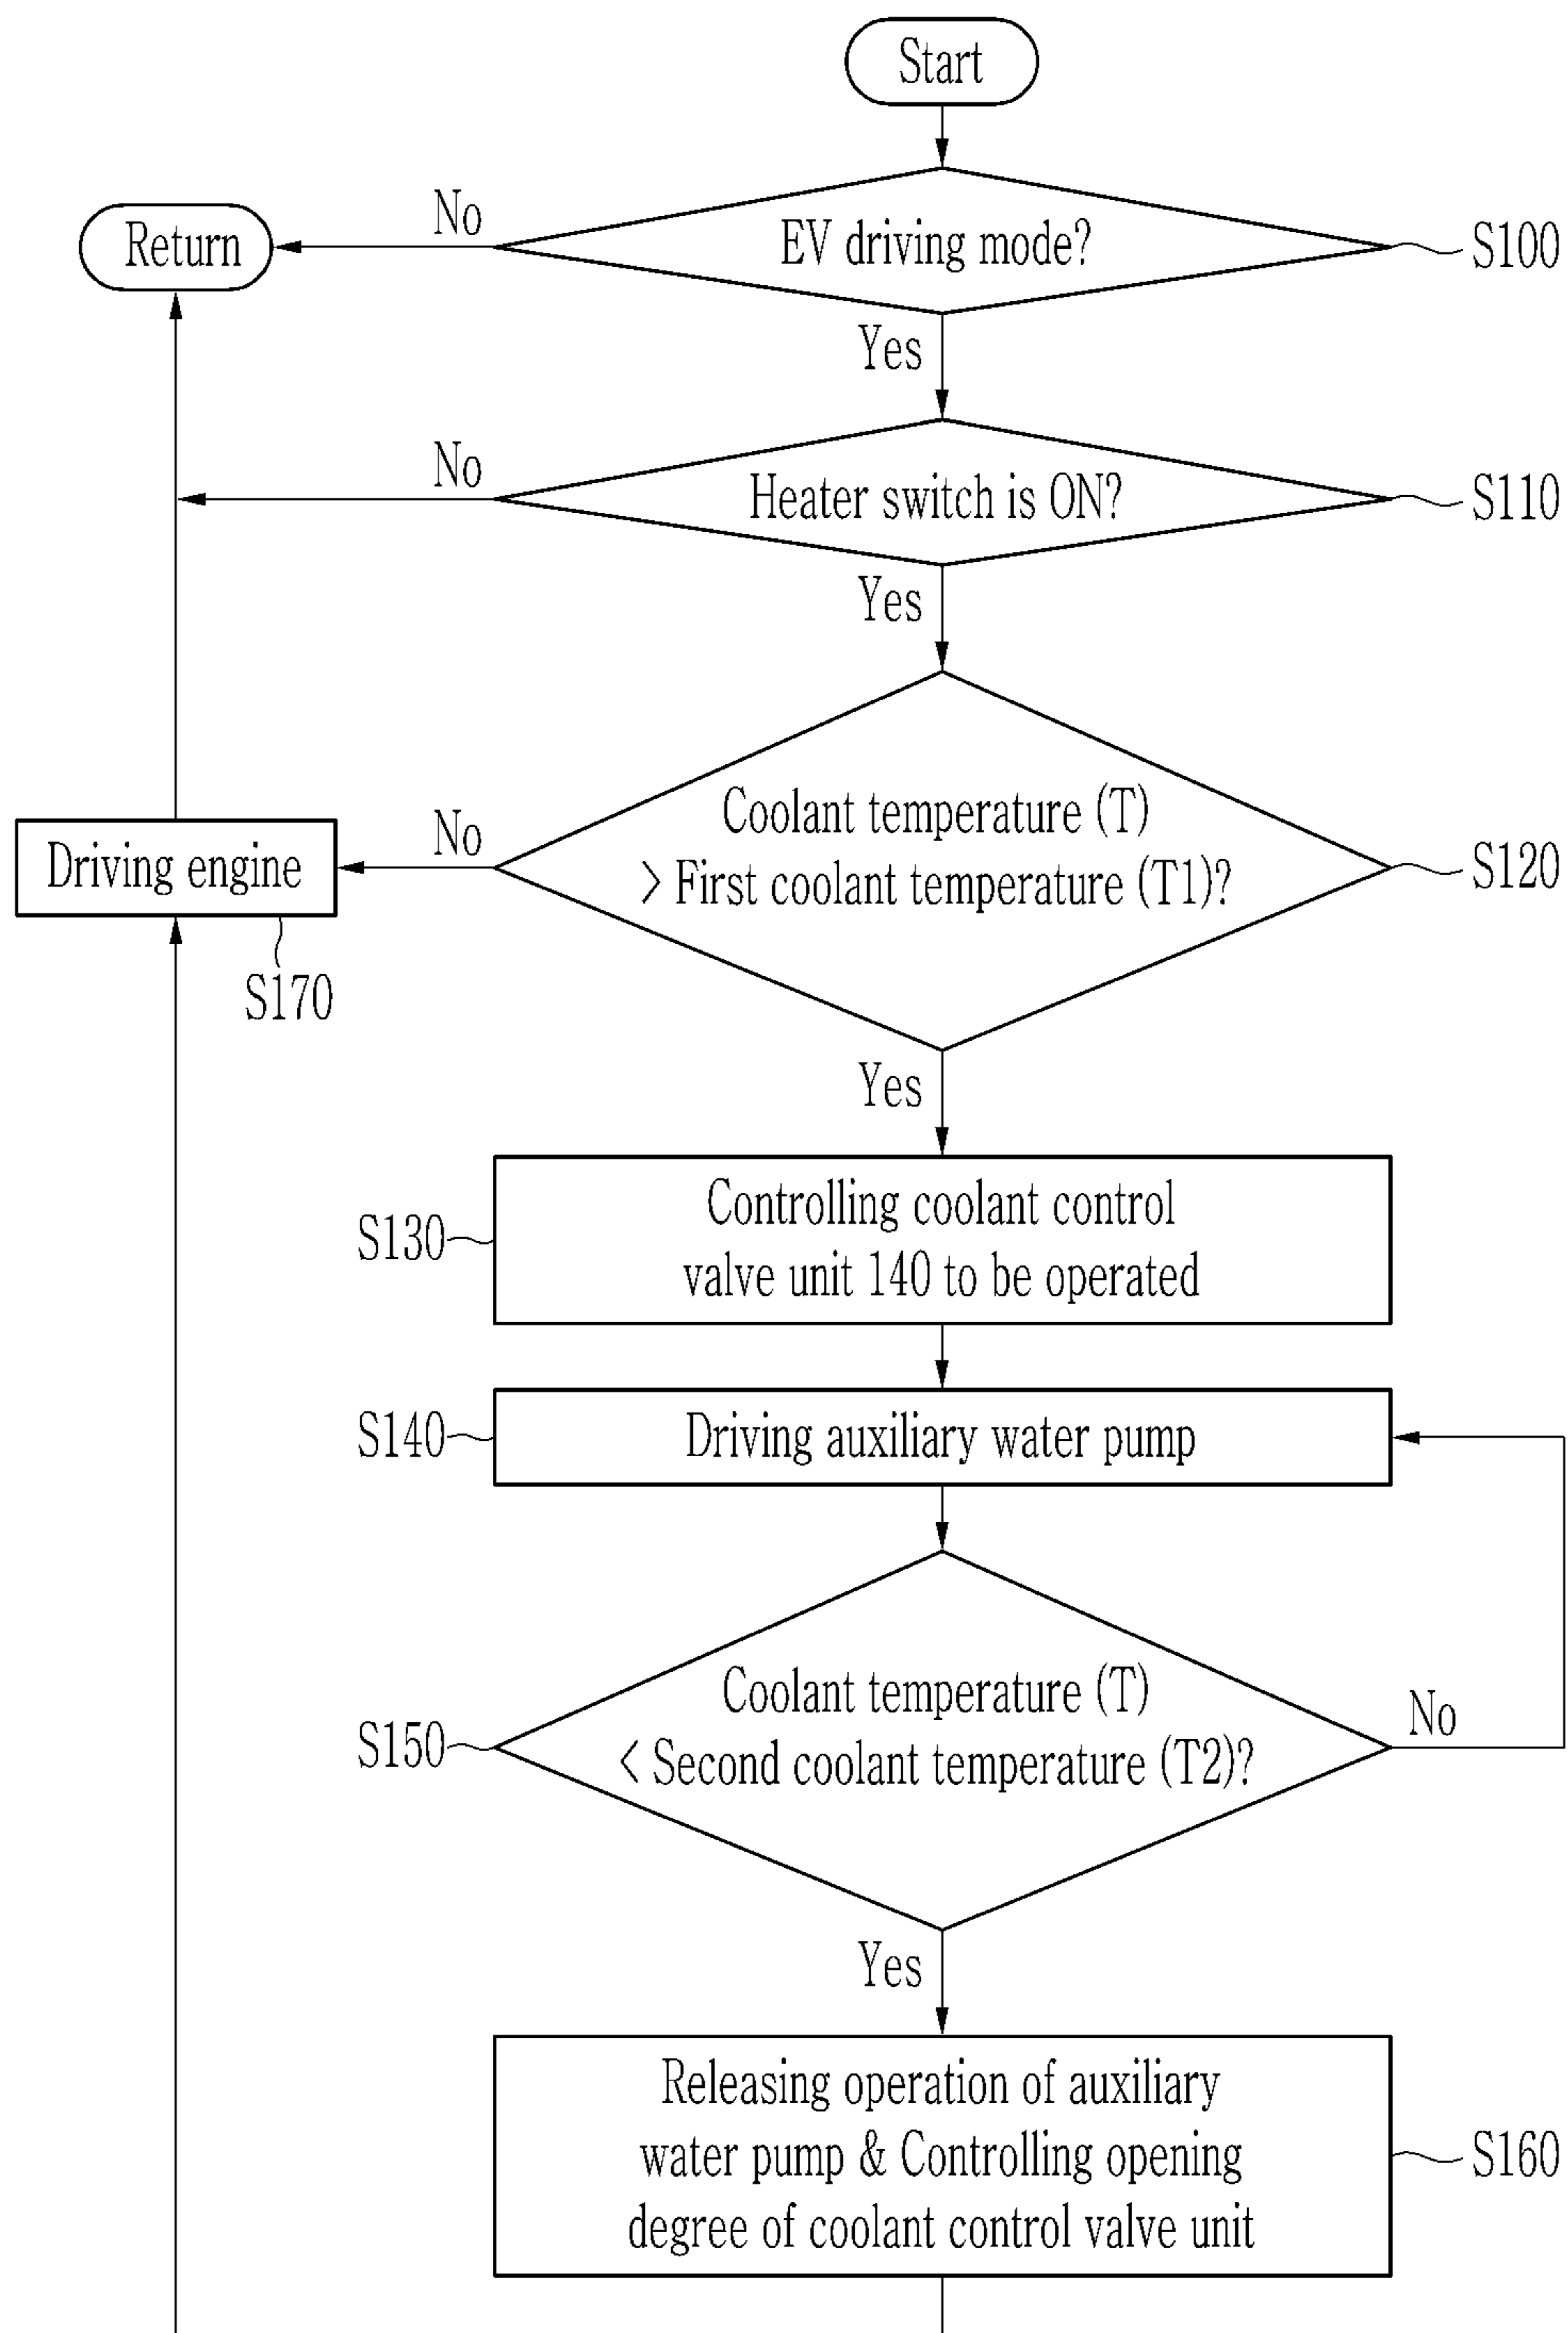 Start
No
Return
EV driving mode?
S100
Yes
No
Heater switch is ON?
S110
Yes
Coolant temperature (T)
> First coolant temperature (T1)?
No
Driving engine
S120
S170
Yes
Controlling coolant control
valve unit 140 to be operated
S130
S140
Driving auxiliary water pump
Coolant temperature (T)
< Second coolant temperature (T2)?
No
S150
Yes
Releasing operation of auxiliary
water pump & Controlling opening
degree of coolant control valve unit
S160